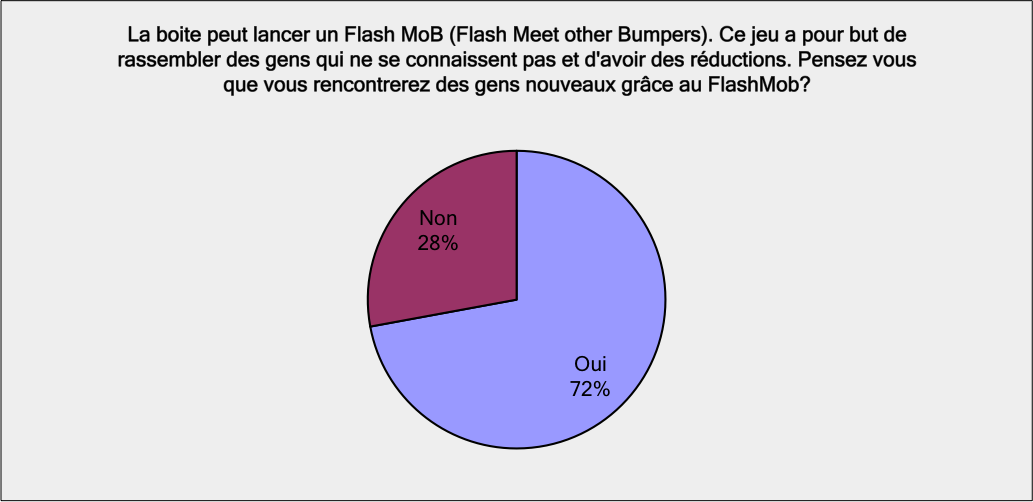 La boite peut lancer un Flash MoB (Flash Meet other Bumpers). Ce jeu a pour but de
rassembler des gens qui ne se connaissent pas et d'avoir des réductions. Pensez vous
que vous rencontrerez des gens nouveaux grâce au FlashMob?
Non
28%
Oui
72%